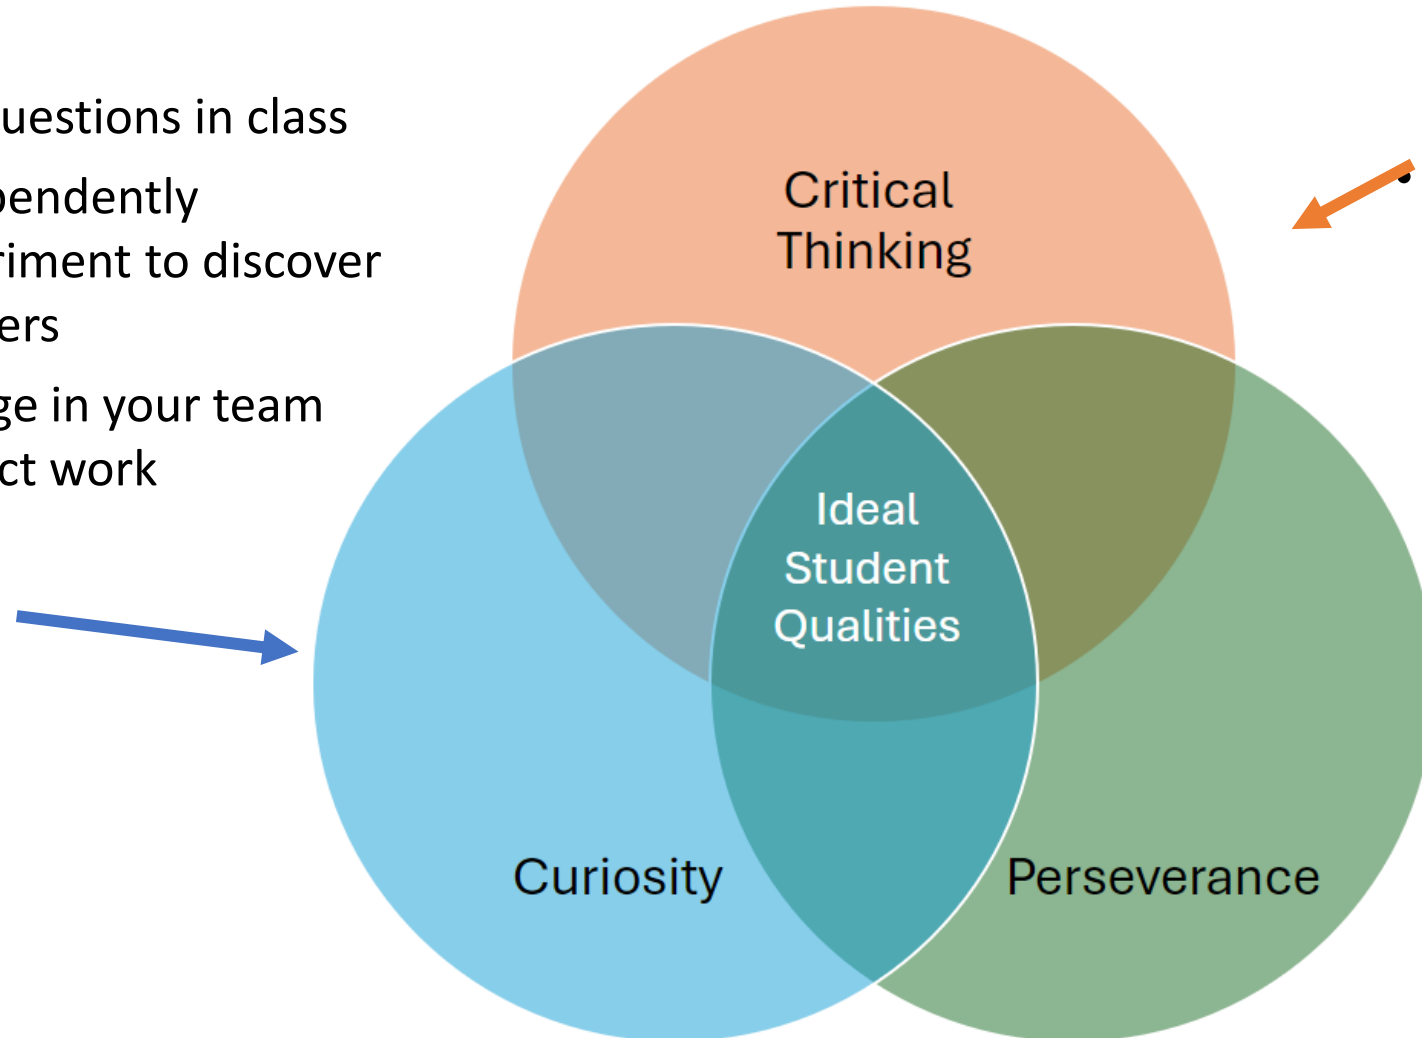 uestions in class
pendently
riment to discover
ers
ge in your team
ct work
Critical
Thinking
Ideal
Student
Qualities
Curiosity
Perseverance